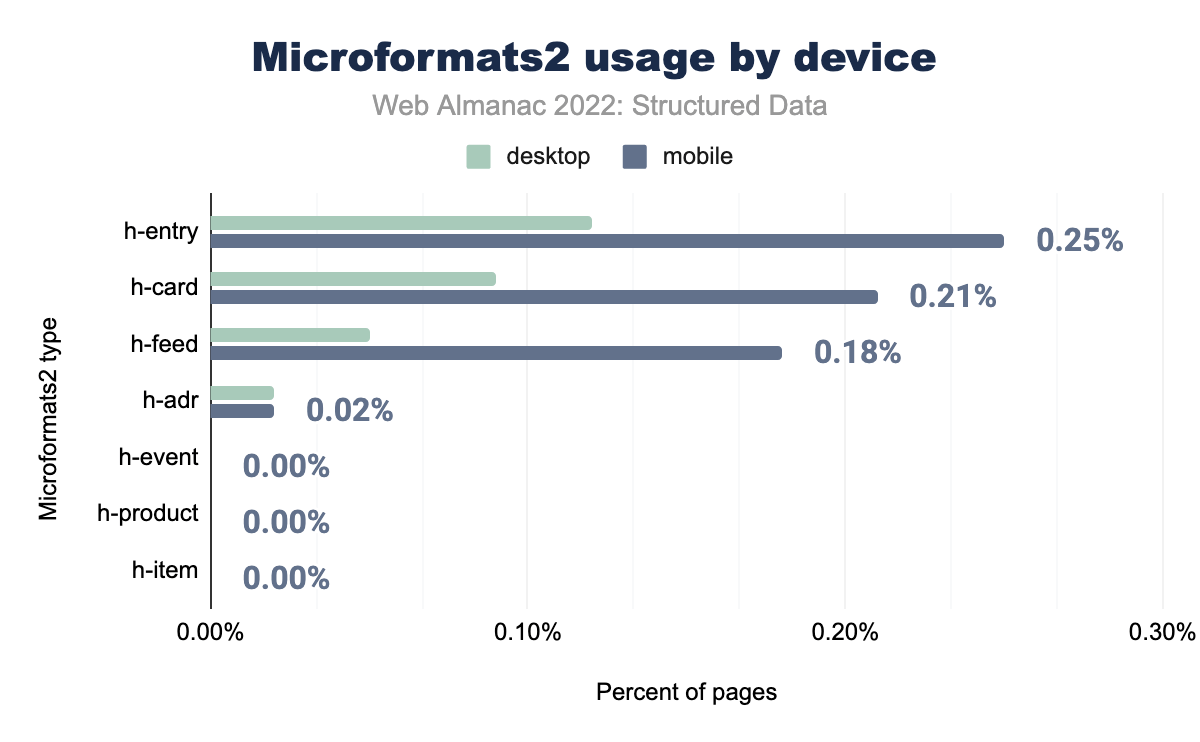 Microformats2 usage by device
Web Almanac 2022: Structured Data
desktop
mobile
Microformats2 type
h-entry
0.25%
h-card
0.21%
h-feed
0.18%
h-adr
0.02%
h-event
0.00%
h-product
0.00%
h-item
0.00%
0.00%
0.10%
0.20%
0.30%
Percent of pages